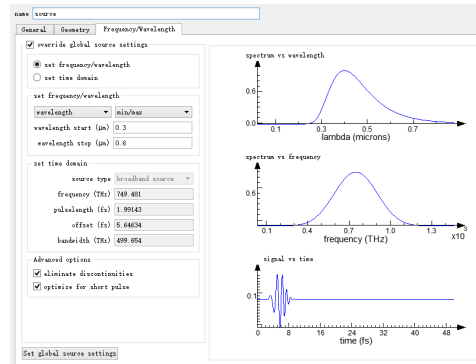 name source
General Geometry Frequency/Wavelength
override global source settings
set frequency/wavelength
set time domain
set frequency/wavelength
wavelength min/max
wavelength start (μm) 0.3
wavelength stop (μm) 0.6
set time domain
source type broadband source
frequency (THz) 749.481
pulselength (fs) 1.99143
offset (fs) 5.64634
bandwidth (THz) 499.654
Advanced options
eliminate discontinuities
optimize for short pulse
Set global source settings
spectrum vs wavelength
0.6
0.0
0.1 0.3 0.5 0.7
lambda (microns)
spectrum vs frequency
0.6
0.1 0.4 0.7 1.0 1.3 x10³
frequency (THz)
signal vs time
0.1
0 8 16 24 32 40 48
time (fs)